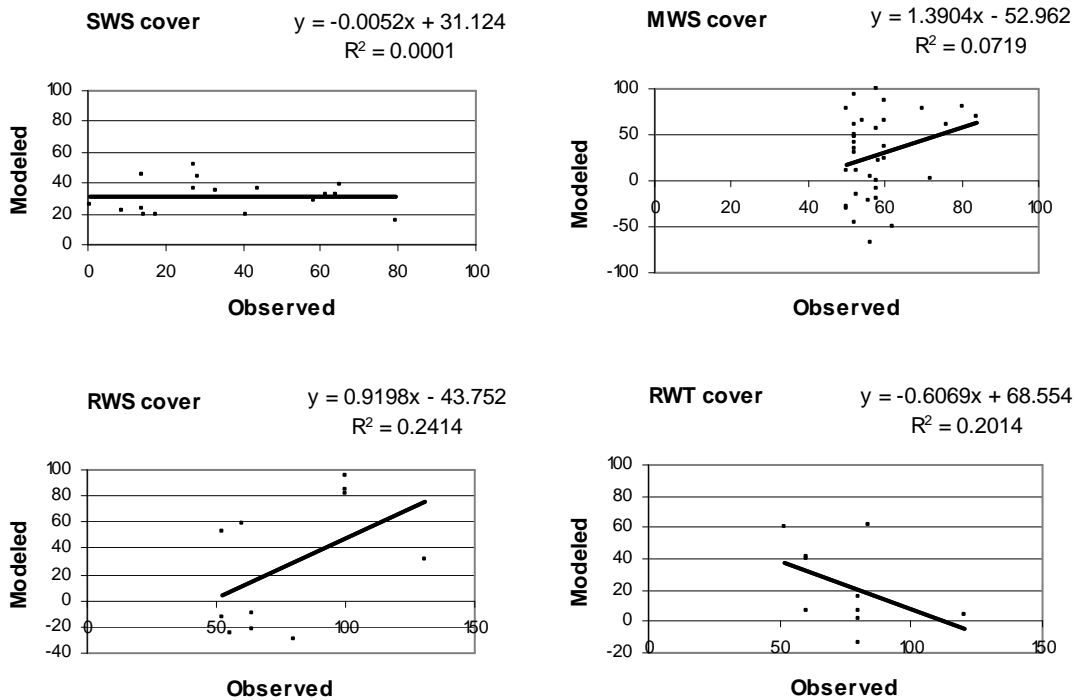 SWS cover
y = -0.0052x + 31.124
R² = 0.0001
Modeled
100
80
60
40
20
0
0 20 40 60 80 100
Observed
MWS cover
y = 1.3904x - 52.962
R² = 0.0719
Modeled
100
50
0
-50
-100
0 20 40 60 80 100
Observed
RWS cover
y = 0.9198x - 43.752
R² = 0.2414
Modeled
100
80
60
40
20
0
-20
-40
0 50 100 150
Observed
RWT cover
y = -0.6069x + 68.554
R² = 0.2014
Modeled
100
80
60
40
20
0
-20
0 50 100 150
Observed